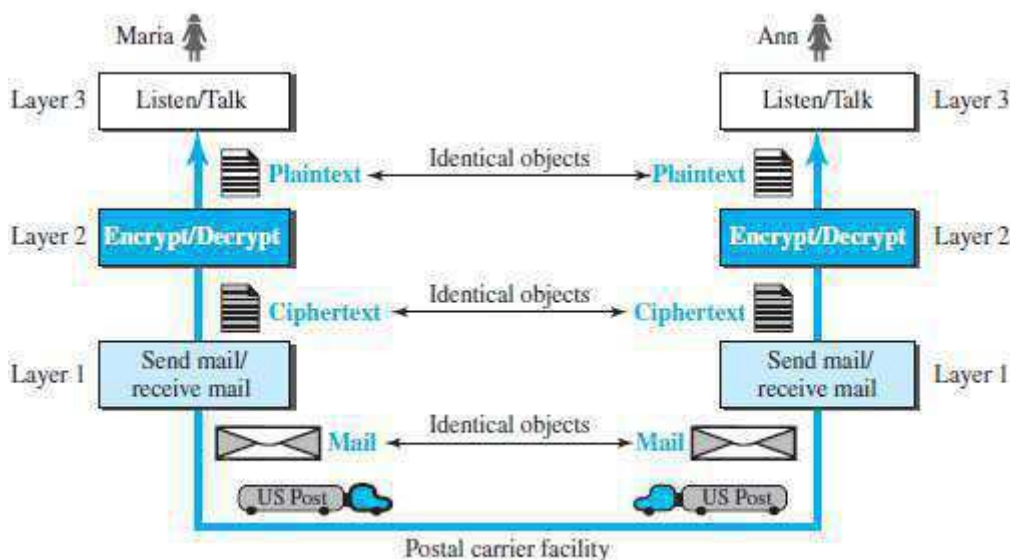 Maria
Ann
Layer 3
Listen/Talk
Listen/Talk
Layer 3
Identical objects
Plaintext
Plaintext
Layer 2
Encrypt/Decrypt
Encrypt/Decrypt
Layer 2
Identical objects
Ciphertext
Ciphertext
Layer 1
Send mail/
receive mail
Send mail/
receive mail
Layer 1
Identical objects
Mail
Mail
US Post
US Post
Postal carrier facility